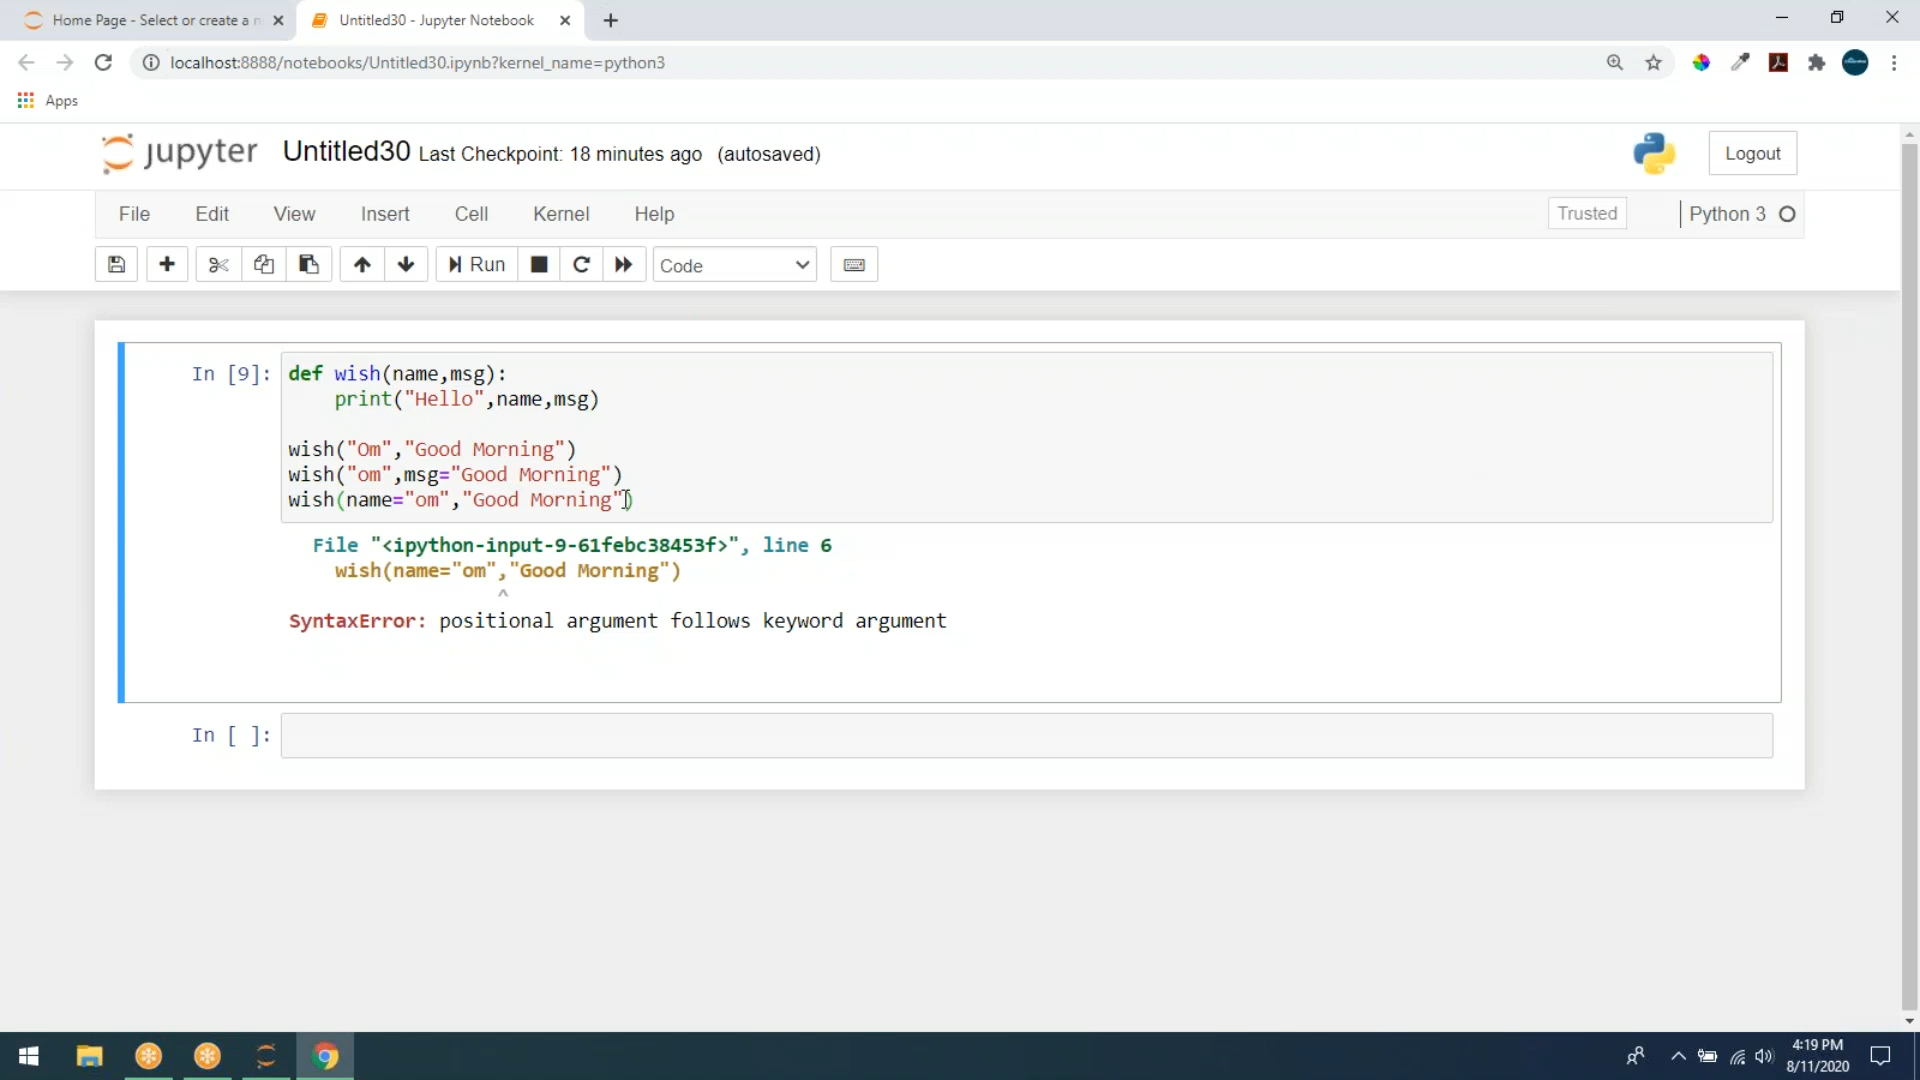 Home Page - Select or create a n
Untitled30 - Jupyter Notebook
localhost:8888/notebooks/Untitled30.ipynb?kernel_name=python3
Apps
jupyter Untitled30 Last Checkpoint: 18 minutes ago (autosaved)
Logout
File Edit View Insert Cell Kernel Help
Trusted
Python 3
Run
Code
In [9]:
def wish(name,msg):
    print("Hello",name,msg)
wish("Om","Good Morning")
wish("om",msg="Good Morning")
wish(name="om","Good Morning")
File "<ipython-input-9-61febc38453f>", line 6
    wish(name="om","Good Morning")
^
SyntaxError: positional argument follows keyword argument
In [ ]:
4:19 PM
8/11/2020